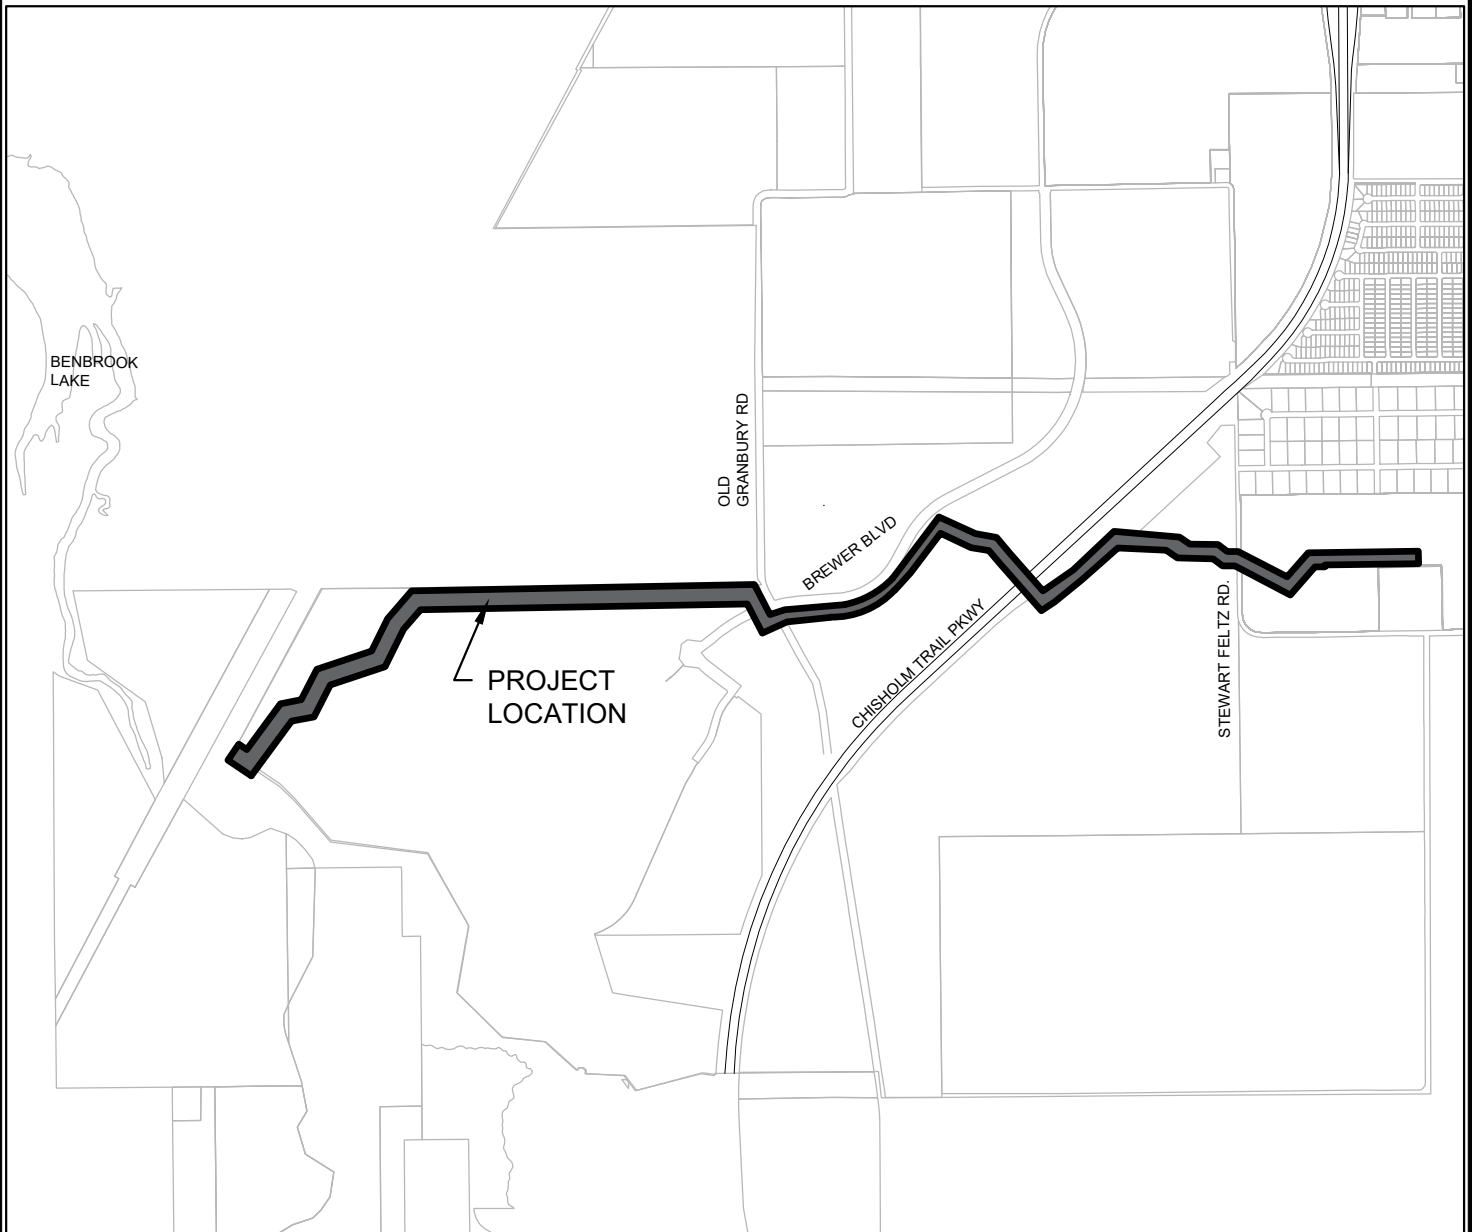 BENBROOK
LAKE
OLD
GRANBURY RD
BREWER BLVD
CHISHOLM TRAIL PKWY
STEWART FELTZ RD.
PROJECT
LOCATION